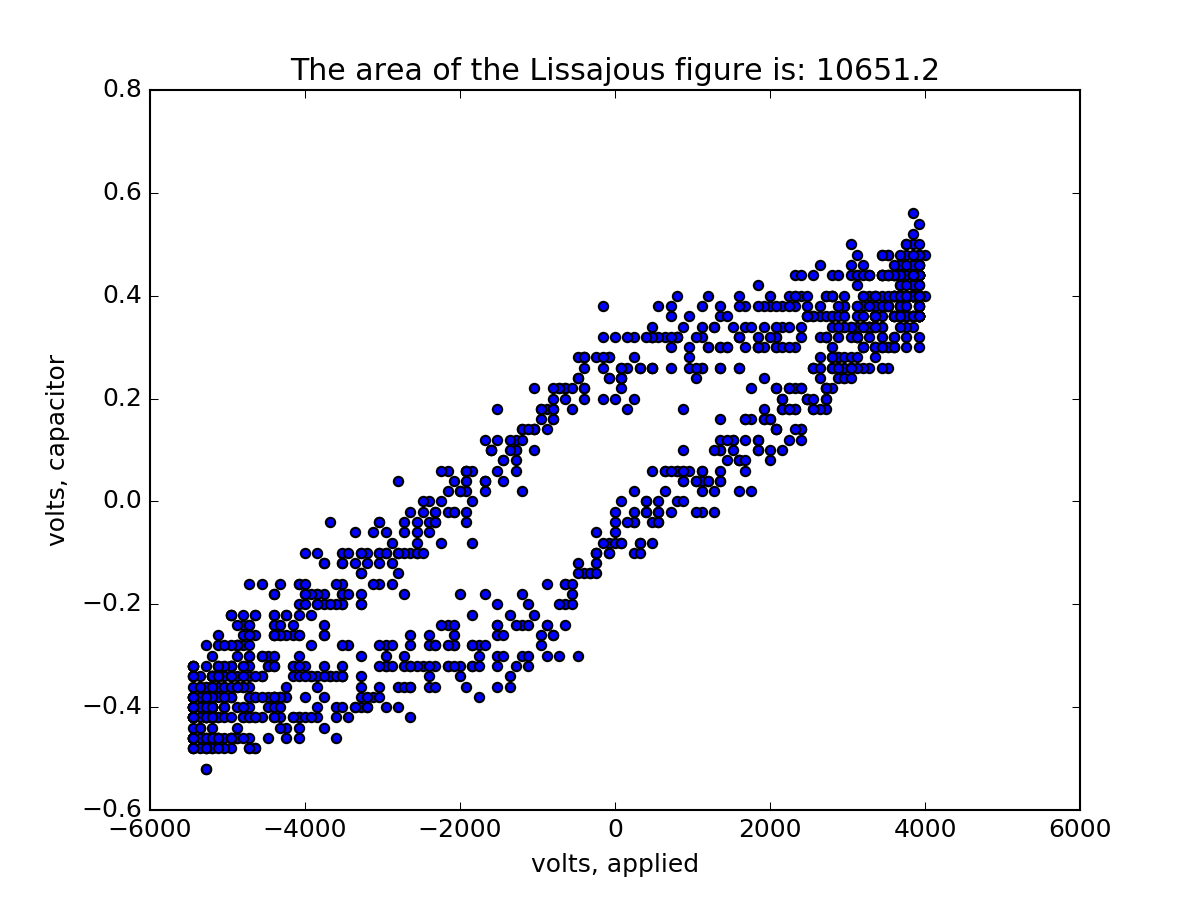 The area of the Lissajous figure is: 10651.2
0.8
0.6
0.4
0.2
0.0
−0.2
−0.4
−0.6
volts, capacitor
−6000 −4000 −2000 0 2000 4000 6000
volts, applied